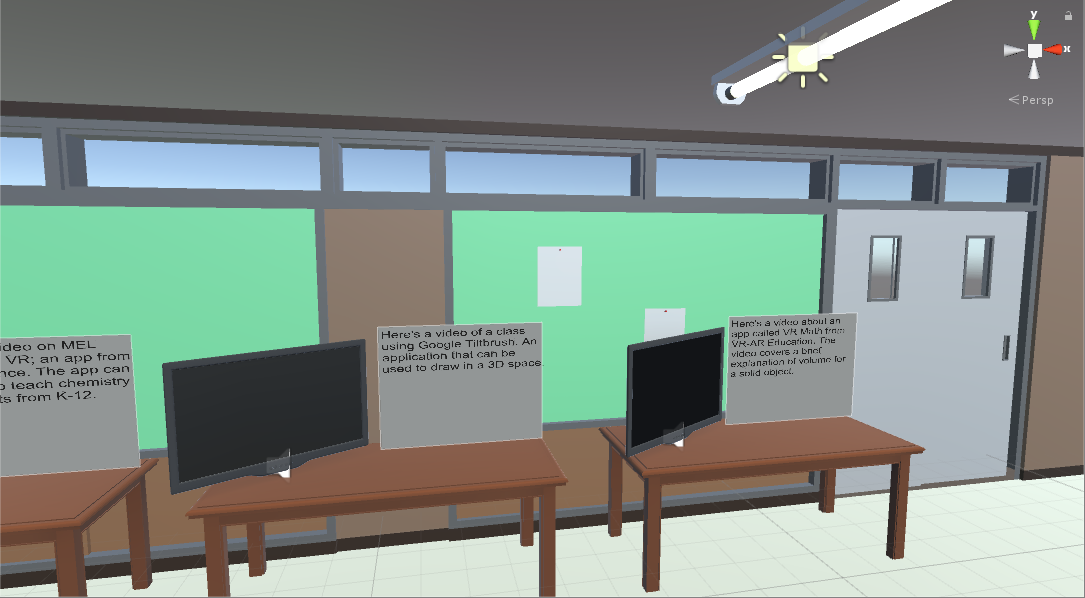 ideo on MEL
VR; an app from
nce. The app can
teach chemistry
ts from K-12.
Here's a video of a class
using Google Tiltbrush. An
application that can be
used to draw in a 3D space.
Here's a video about an
app called VR Math from
VR-AR Education. The
video covers a brief
explanation of volume for
a solid object.
y
x
Persp